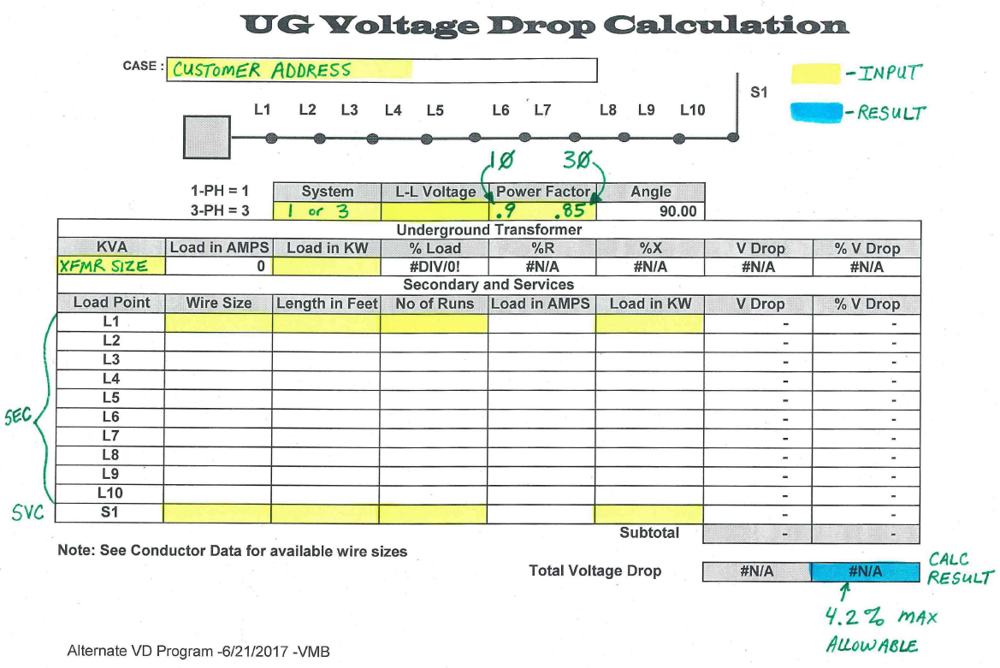 UG Voltage Drop Calculation
CASE : CUSTOMER ADDRESS
- INPUT
- RESULT
S1
L1 L2 L3 L4 L5 L6 L7 L8 L9 L10
1Ø 3Ø
1-PH = 1 System L-L Voltage Power Factor Angle
3-PH = 3 1 or 3 .9 .85 90.00
Underground Transformer
KVA Load in AMPS Load in KW % Load %R %X V Drop % V Drop
XFMR SIZE 0 #DIV/0! #N/A #N/A #N/A #N/A
Secondary and Services
Load Point Wire Size Length in Feet No of Runs Load in AMPS Load in KW V Drop % V Drop
L1 - -
L2 - -
L3 - -
L4 - -
L5 - -
SEC
L6 - -
L7 - -
L8 - -
L9 - -
L10 - -
SVC S1 - -
Subtotal - -
Note: See Conductor Data for available wire sizes
Total Voltage Drop #N/A #N/A
CALC
RESULT
4.2% MAX
ALLOWABLE
Alternate VD Program -6/21/2017 -VMB